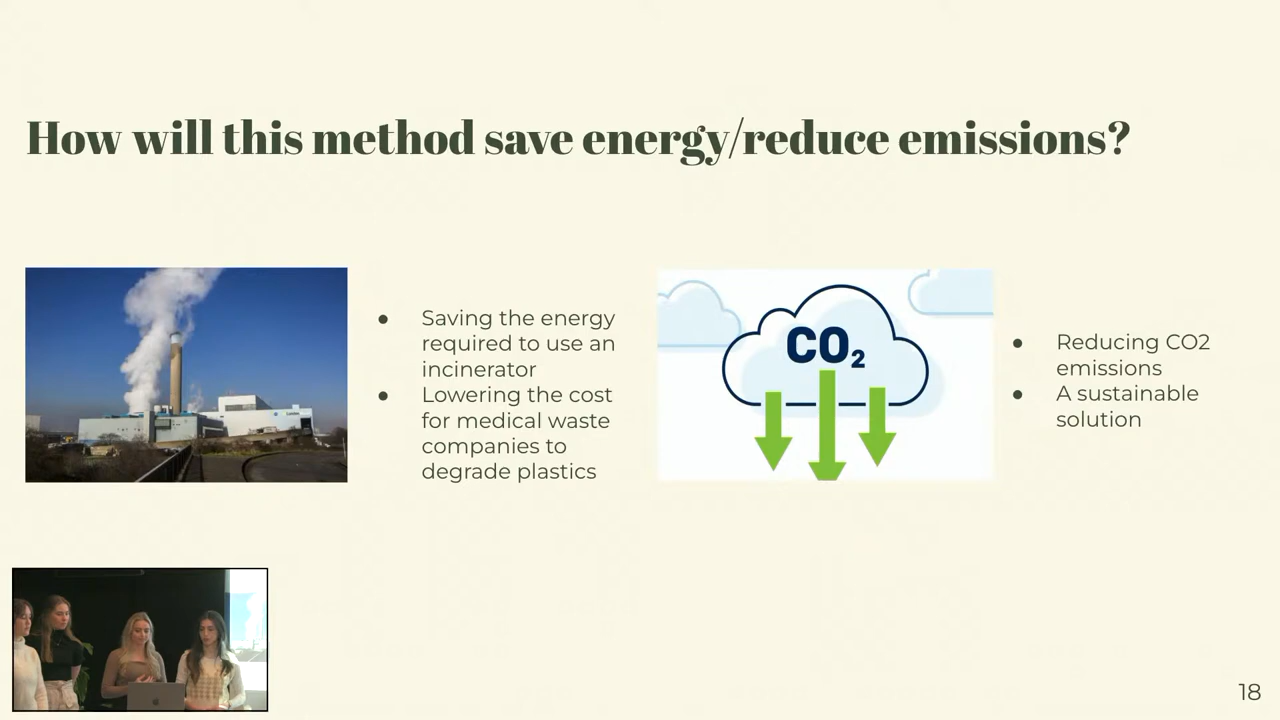 How will this method save energy/reduce emissions?
● Saving the energy
required to use an
incinerator
● Lowering the cost
for medical waste
companies to
degrade plastics
CO₂
● Reducing CO2
emissions
● A sustainable
solution
18